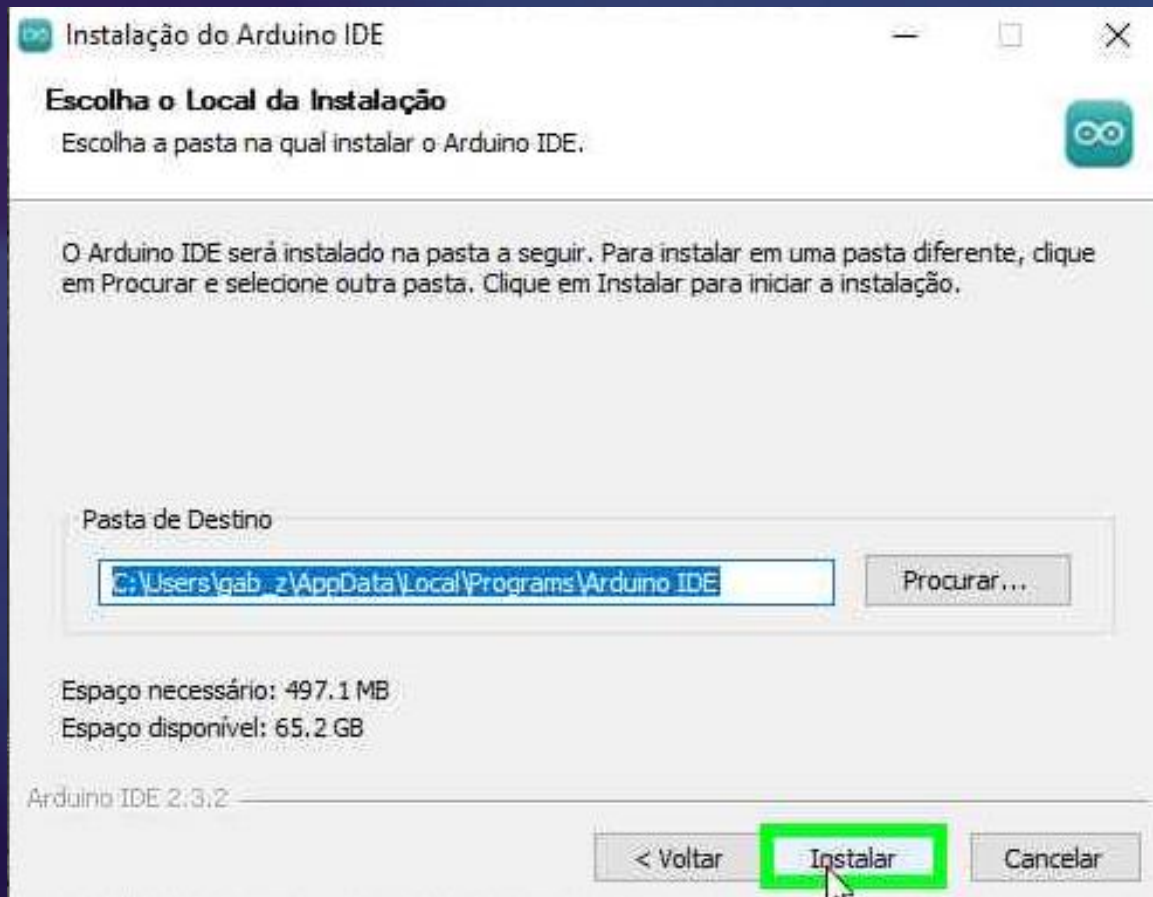 Instalação do Arduino IDE
Escolha o Local da Instalação
Escolha a pasta na qual instalar o Arduino IDE.
O Arduino IDE será instalado na pasta a seguir. Para instalar em uma pasta diferente, clique
em Procurar e selecione outra pasta. Clique em Instalar para iniciar a instalação.
Pasta de Destino
C:\Users\gab_z\AppData\Local\Programs\Arduino IDE
Procurar...
Espaço necessário: 497.1 MB
Espaço disponível: 65.2 GB
Arduino IDE 2.3.2
< Voltar
Instalar
Cancelar